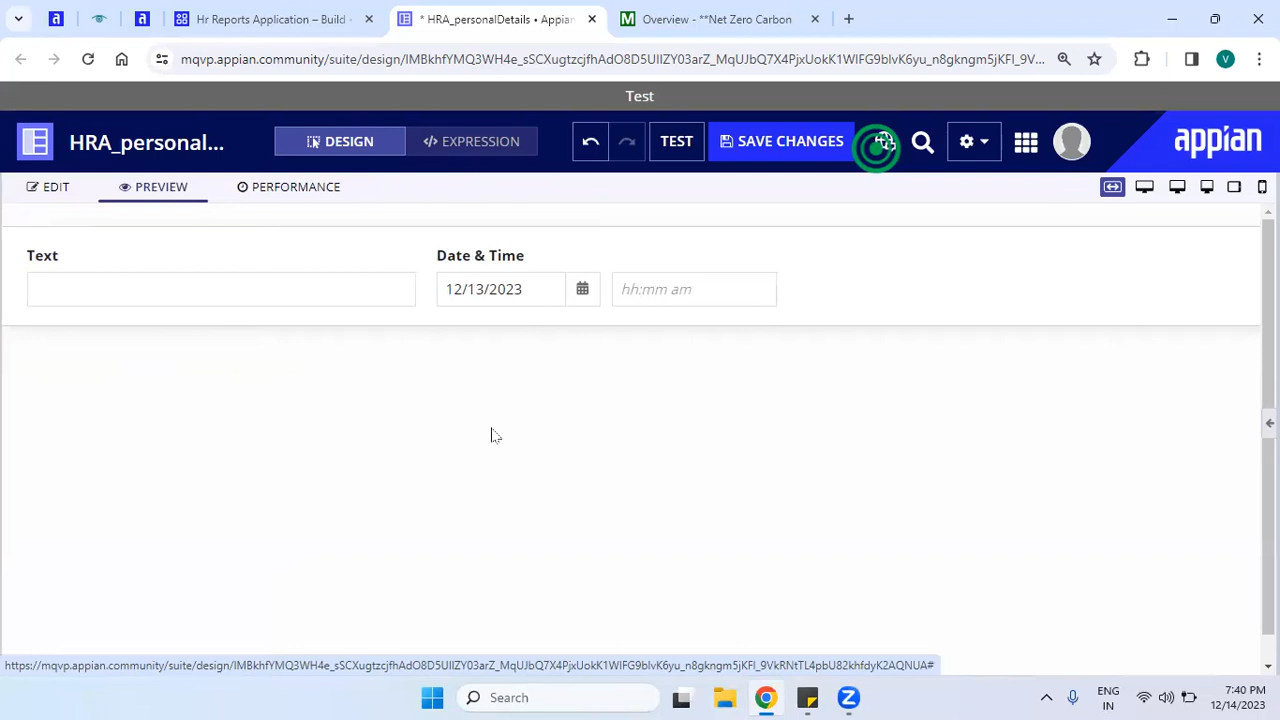 Hr Reports Application – Build
* HRA_personalDetails • Appian
Overview - **Net Zero Carbon
mqvp.appian.community/suite/design/
Test
HRA_personal...
DESIGN
EXPRESSION
TEST
SAVE CHANGES
appian
EDIT
PREVIEW
PERFORMANCE
Text
Date & Time
12/13/2023
hh:mm am
https://mqvp.appian.community/suite/design/
Search
ENG
IN
7:40 PM
12/14/2023